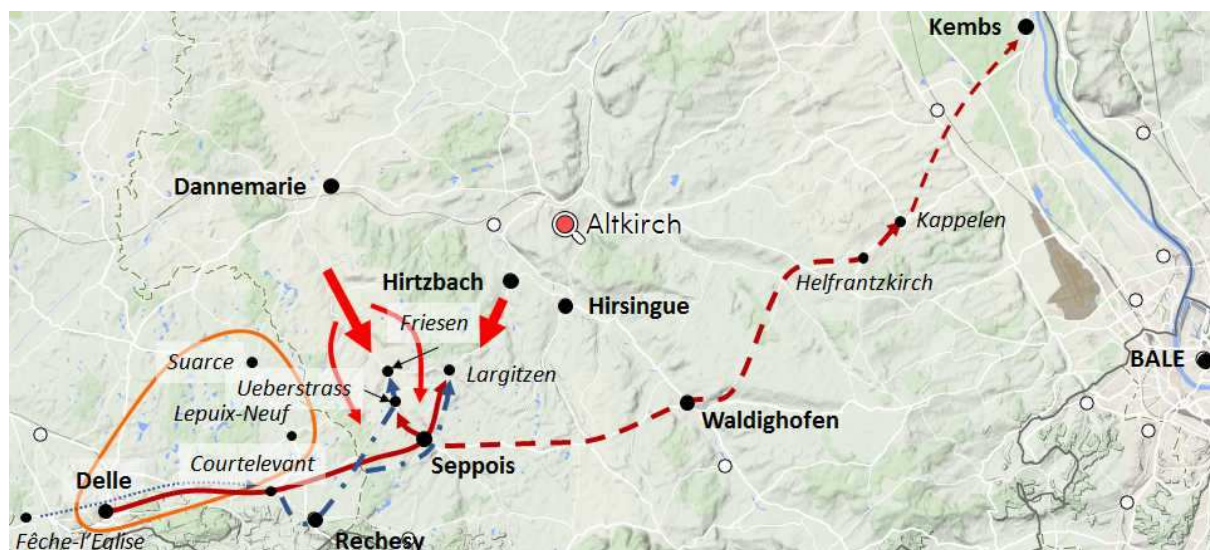 Kembs
Dannemarie
Altkirch
Kappelen
Hirtzbach
Helfrantzkirch
Hirsingue
Friesen
Suarce
Largitzen
BALE
Ueberstrass
Lepuix-Neuf
Waldighofen
Courtelevant
Seppois
Delle
Fêche-l'Eglise
Rechesy